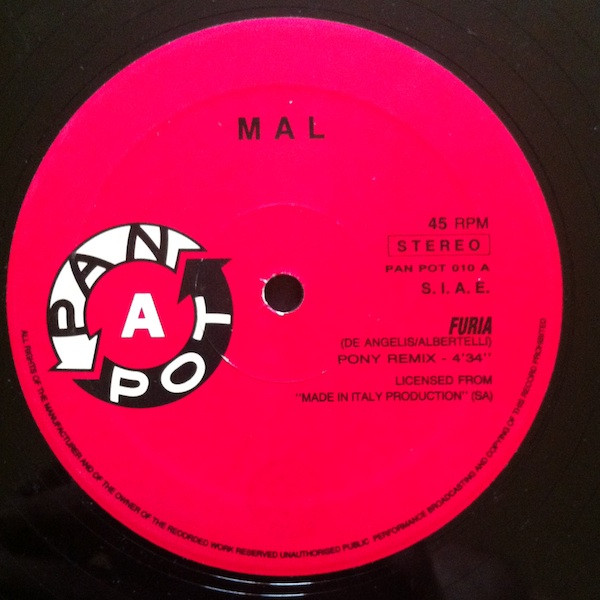 MAL
45 RPM
STEREO
PAN POT 010 A
S. I. A. E.
PAN
A
POT
FURIA
(DE ANGELIS/ALBERTELLI)
PONY REMIX - 4'34"
LICENSED FROM
"MADE IN ITALY PRODUCTION" (SA)
ALL RIGHTS OF THE MANUFACTURER AND OF THE OWNER OF THE RECORDED WORK RESERVED UNAUTHORISED PUBLIC PERFORMANCE BROADCASTING AND COPYING OF THIS RECORD PROHIBITED